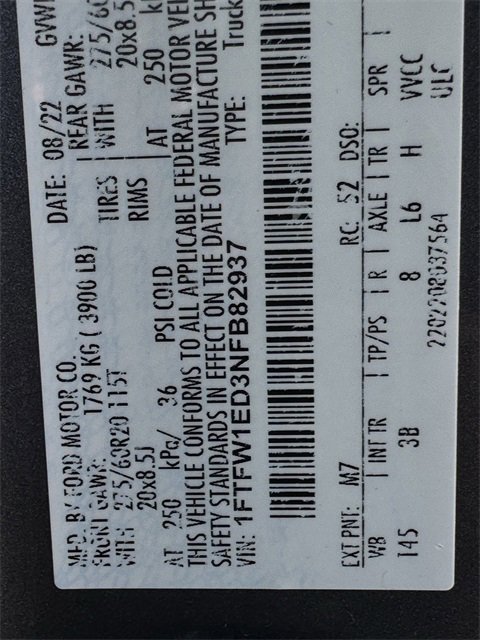 MFD. BY FORD MOTOR CO.
DATE: 08/22 GVWR
FRONT GAWR: 1769 KG ( 3900 LB) REAR GAWR:
WITH 275/60R20 115T TIRES WITH 275/60
20x8.5J RIMS 20x8.5
AT 250 kPa/ 36 PSI COLD AT 250
THIS VEHICLE CONFORMS TO ALL APPLICABLE FEDERAL MOTOR VE
SAFETY STANDARDS IN EFFECT ON THE DATE OF MANUFACTURE SH
VIN: 1FTFW1ED3NFB82937 TYPE: Truck
EXT PNT: M7 RC: 52 DSO:
WB INT TR TP/PS R AXLE TR SPR
145 3B 8 L6 H VVCC
2202208037564 ULC